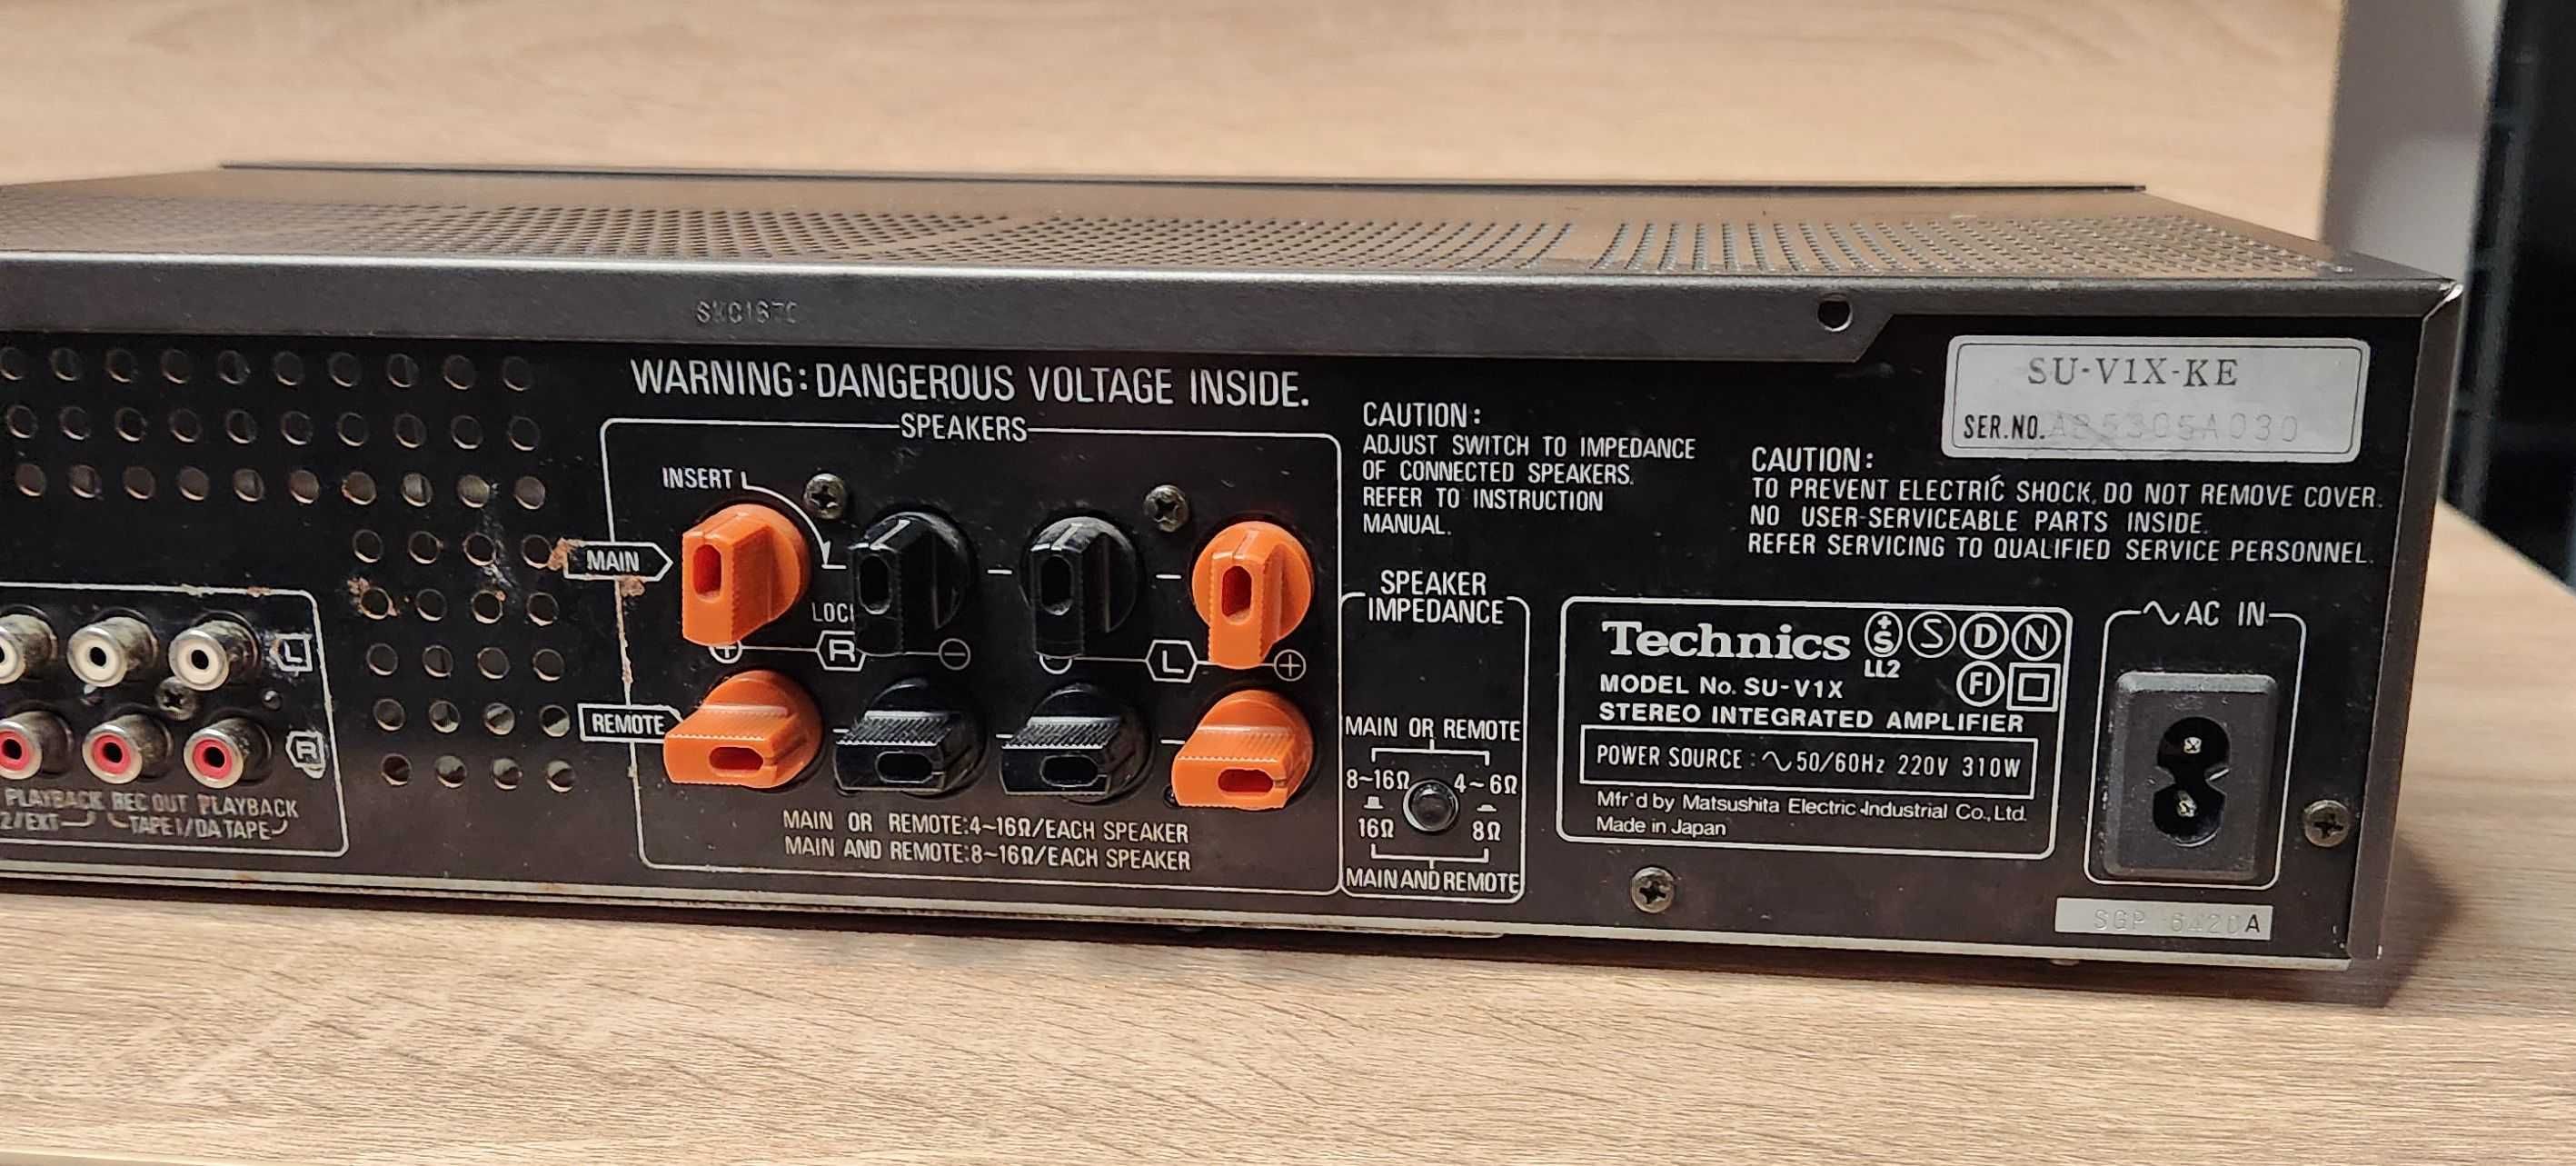 WARNING: DANGEROUS VOLTAGE INSIDE.
SPEAKERS
INSERT
MAIN
LOC
R
L
REMOTE
MAIN OR REMOTE:4~16Ω/EACH SPEAKER
MAIN AND REMOTE:8~16Ω/EACH SPEAKER
L
R
PLAYBACK REC OUT PLAYBACK
2/EXT TAPE 1/DA TAPE
CAUTION:
ADJUST SWITCH TO IMPEDANCE
OF CONNECTED SPEAKERS.
REFER TO INSTRUCTION
MANUAL.
SPEAKER
IMPEDANCE
MAIN OR REMOTE
8~16Ω 4~6Ω
16Ω 8Ω
MAIN AND REMOTE
SU-V1X-KE
SER.NO.
CAUTION:
TO PREVENT ELECTRIC SHOCK, DO NOT REMOVE COVER.
NO USER-SERVICEABLE PARTS INSIDE.
REFER SERVICING TO QUALIFIED SERVICE PERSONNEL.
Technics +S S D N
LL2 FI
MODEL No. SU-V1X
STEREO INTEGRATED AMPLIFIER
POWER SOURCE : ∿ 50/60Hz 220V 310W
Mfr'd by Matsushita Electric Industrial Co., Ltd.
Made in Japan
∿ AC IN